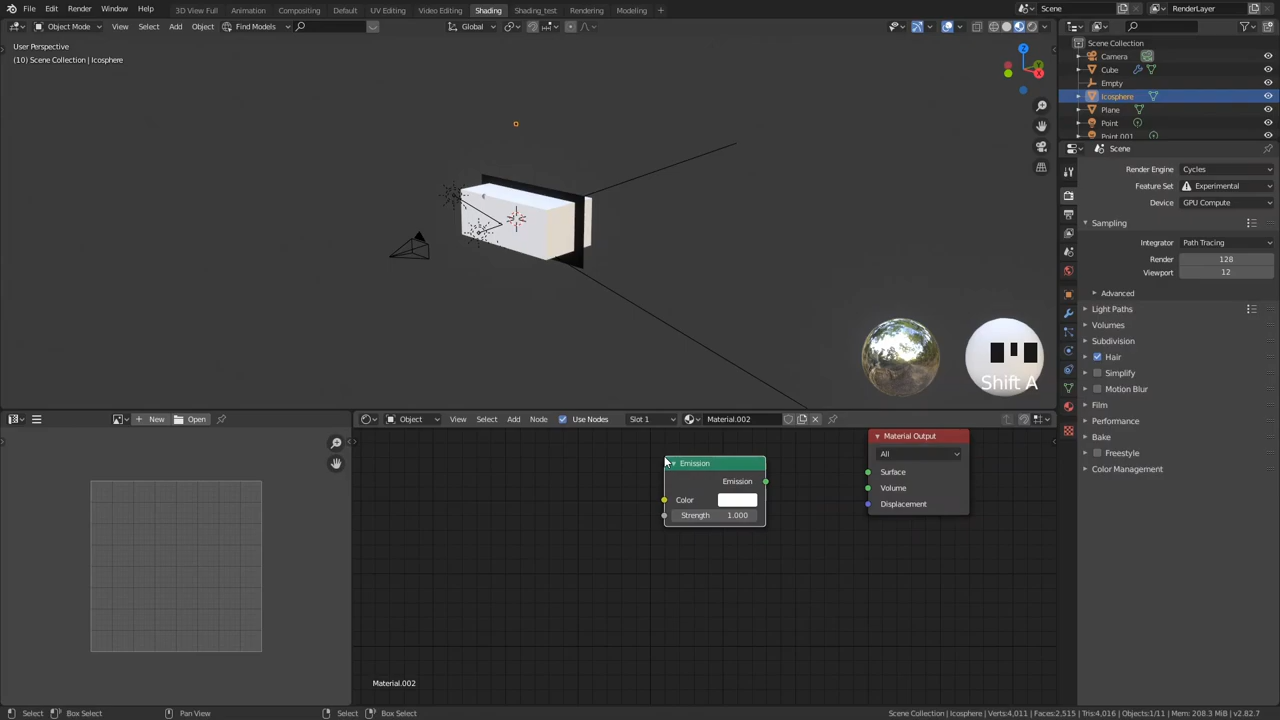 File Edit Render Window Help 3D View Full Animation Compositing Default UV Editing Video Editing Shading Shading_test Rendering Modeling + Scene RenderLayer
Object Mode View Select Add Object Find Models Global
User Perspective
(10) Scene Collection | Icosphere
Scene Collection
Camera
Cube
Empty
Icosphere
Plane
Point
Point.001
Scene
Render Engine Cycles
Feature Set Experimental
Device GPU Compute
Sampling
Integrator Path Tracing
Render 128
Viewport 12
Advanced
Light Paths
Volumes
Subdivision
Hair
Simplify
Motion Blur
Film
Performance
Bake
Freestyle
Color Management
X
Y
Z
Shift A
New Open
Object View Select Add Node Use Nodes Slot 1 Material.002
Emission
Emission
Color
Strength 1.000
Material Output
All
Surface
Volume
Displacement
Material.002
Select Box Select Pan View Select Box Select Scene Collection | Icosphere | Verts:4,011 | Faces:2,515 | Tris:4,016 | Objects:1/11 | Mem: 208.3 MiB | v2.82.7